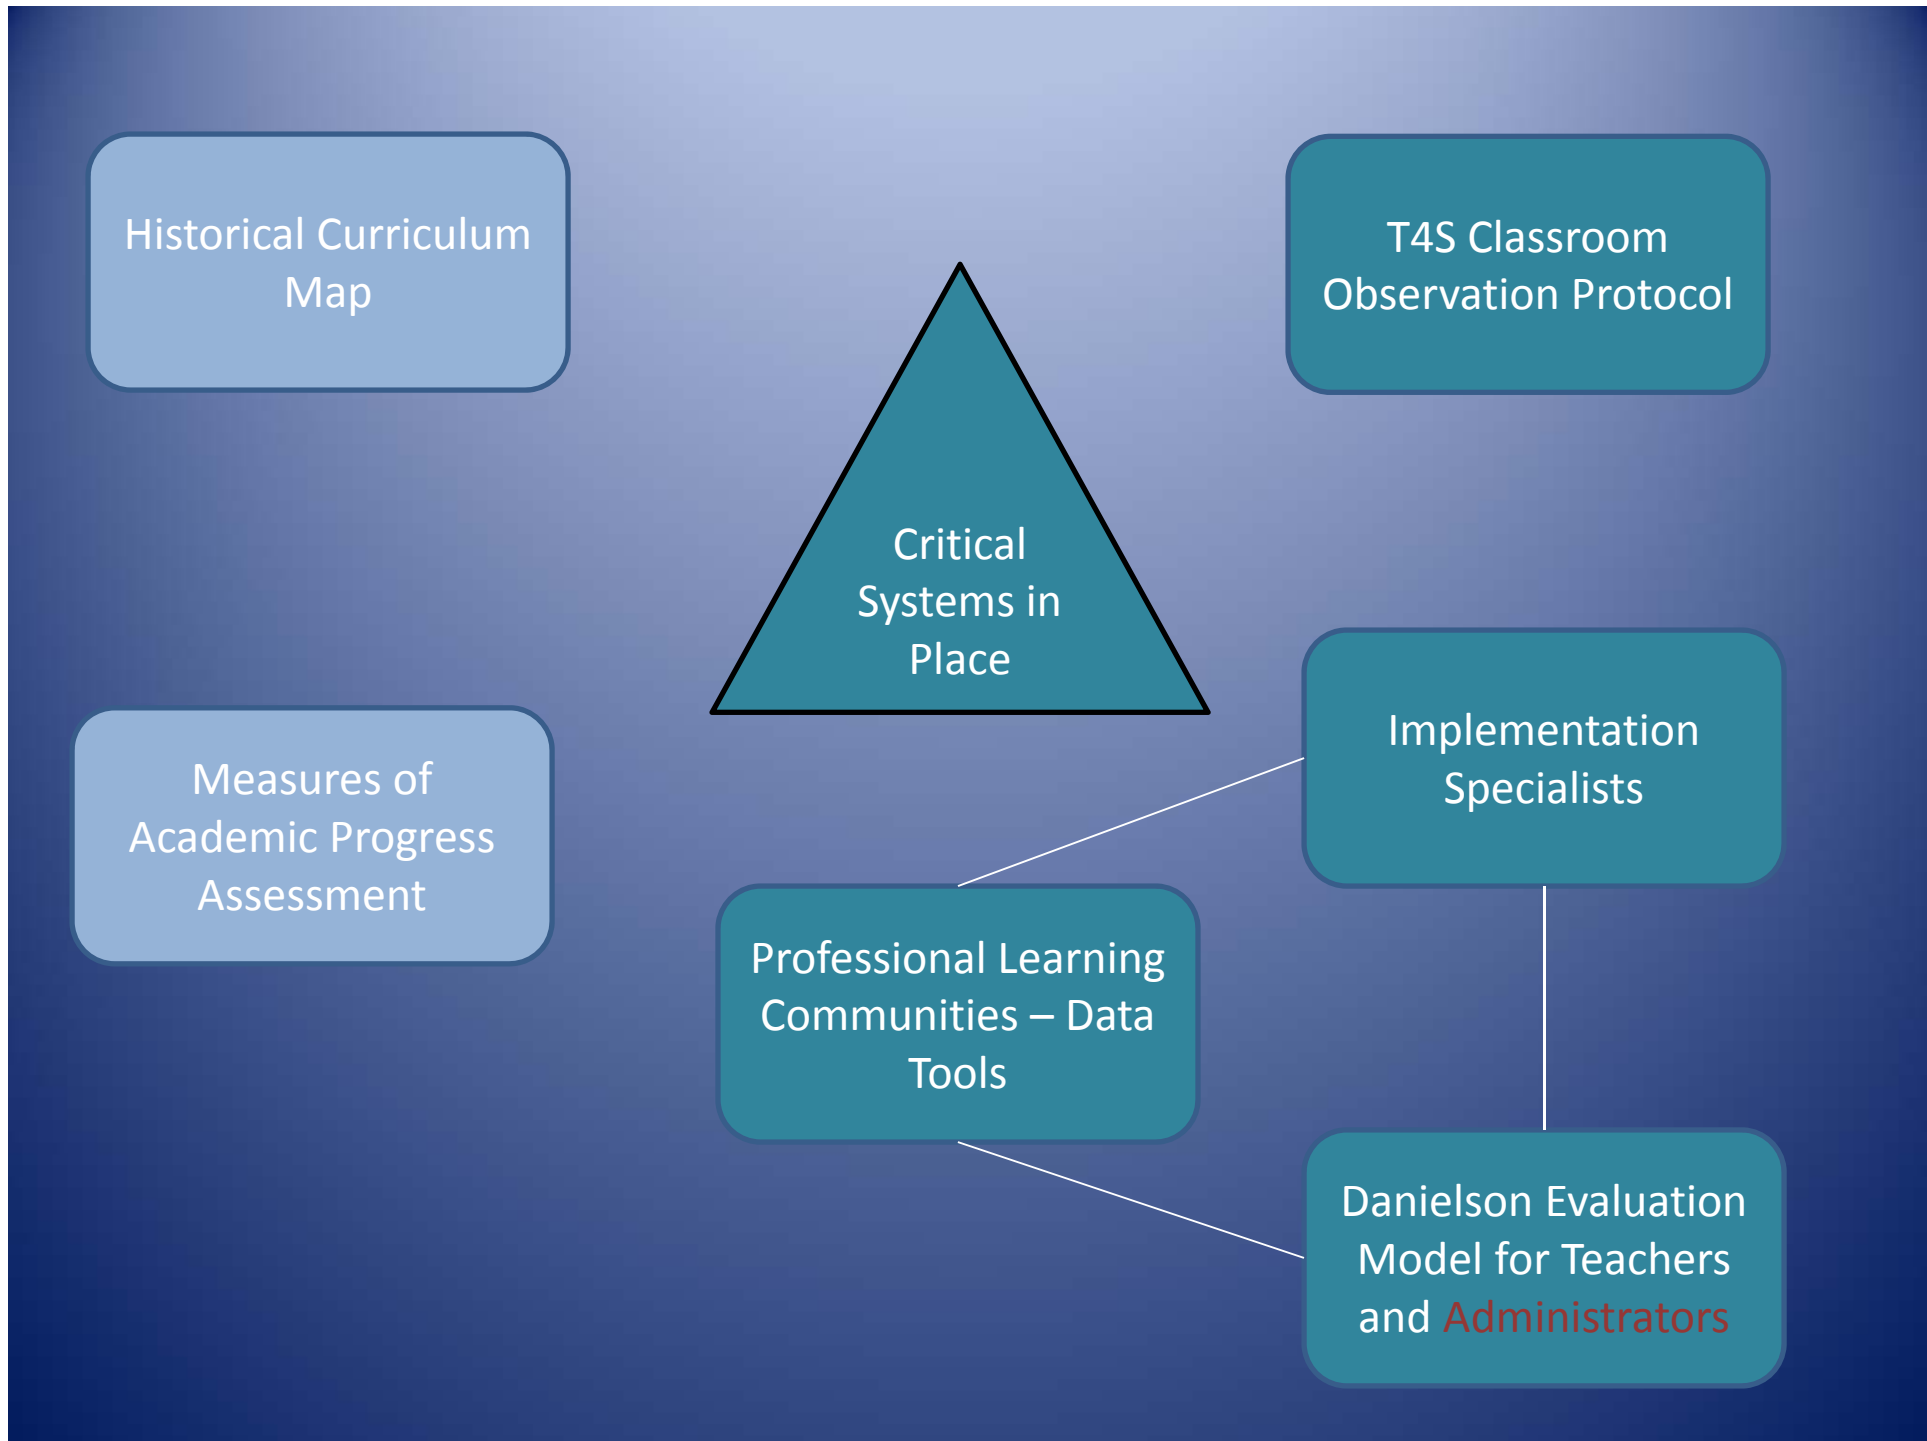 Historical Curriculum
Map
T4S Classroom
Observation Protocol
Critical
Systems in
Place
Implementation
Specialists
Measures of
Academic Progress
Assessment
Professional Learning
Communities – Data
Tools
Danielson Evaluation
Model for Teachers
and Administrators